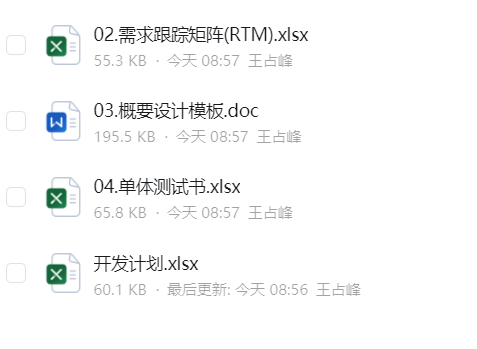 02.需求跟踪矩阵(RTM).xlsx
55.3 KB · 今天 08:57 王占峰
03.概要设计模板.doc
195.5 KB · 今天 08:57 王占峰
04.单体测试书.xlsx
65.8 KB · 今天 08:57 王占峰
开发计划.xlsx
60.1 KB · 最后更新: 今天 08:56 王占峰